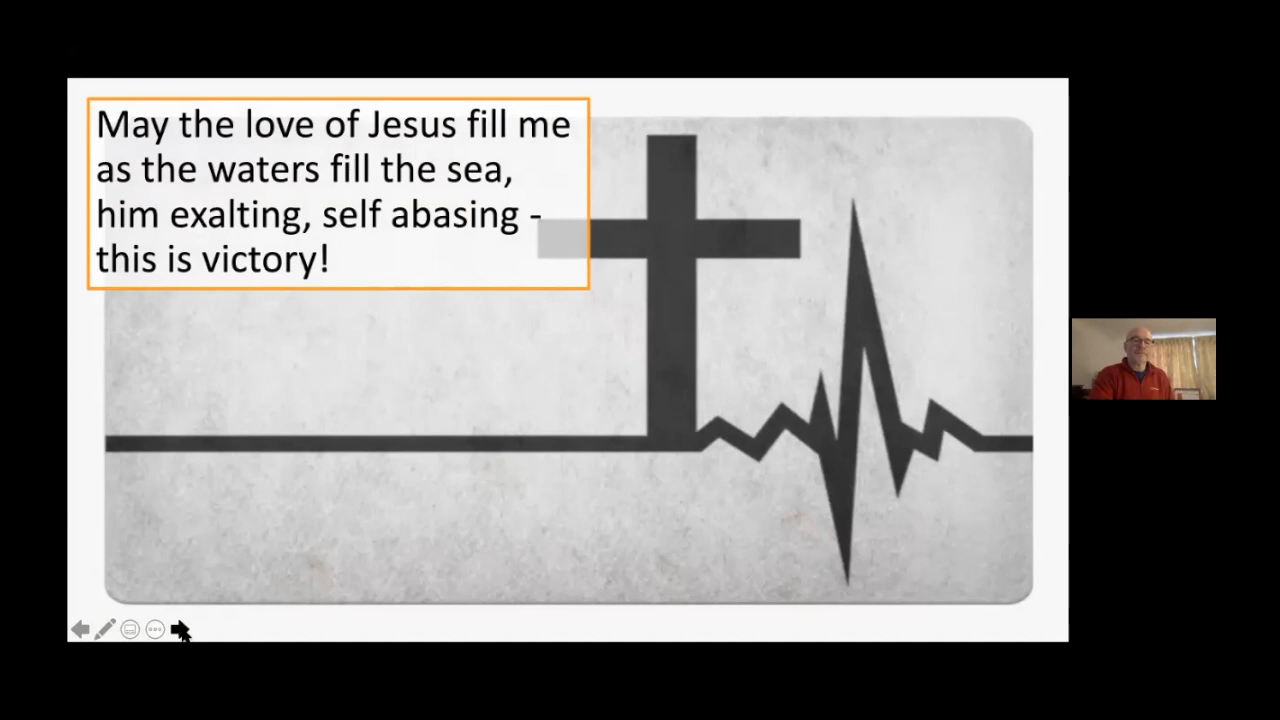 May the love of Jesus fill me
as the waters fill the sea,
him exalting, self abasing -
this is victory!